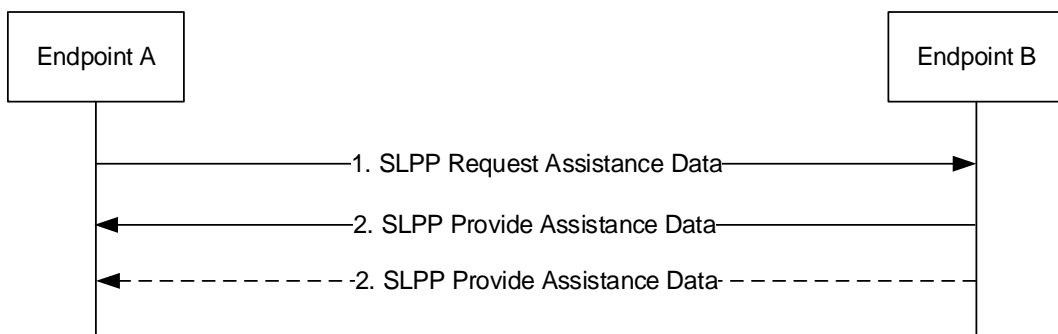 Endpoint A
Endpoint B
1. SLPP Request Assistance Data
2. SLPP Provide Assistance Data
2. SLPP Provide Assistance Data